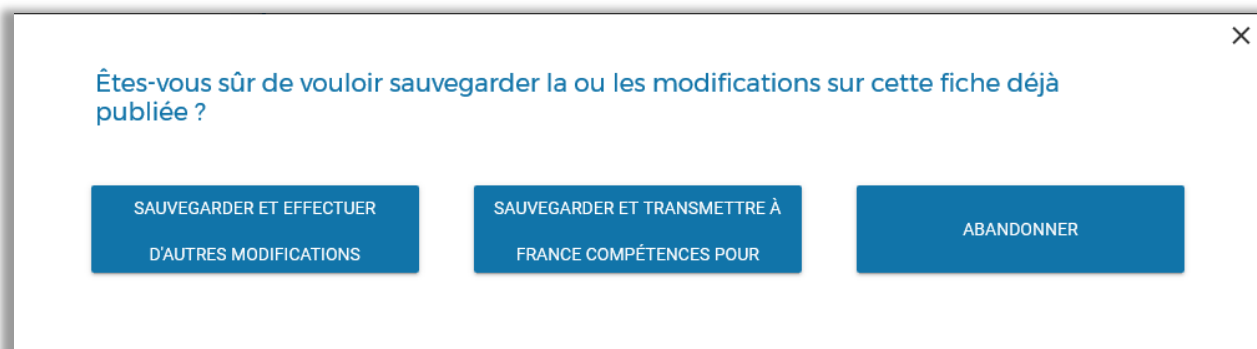 Êtes-vous sûr de vouloir sauvegarder la ou les modifications sur cette fiche déjà
publiée ?
SAUVEGARDER ET EFFECTUER
D'AUTRES MODIFICATIONS
SAUVEGARDER ET TRANSMETTRE À
FRANCE COMPÉTENCES POUR
ABANDONNER